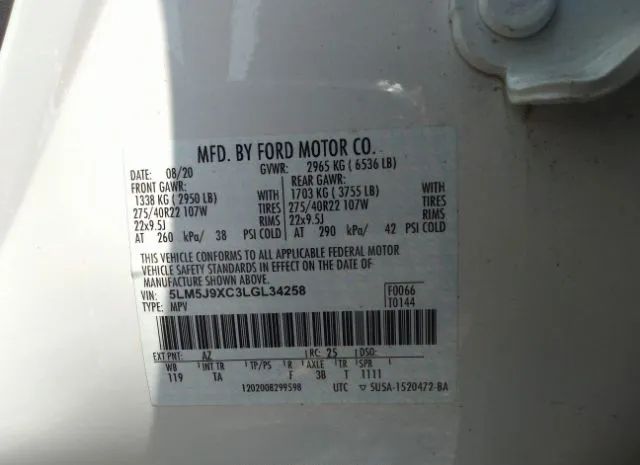 MFD. BY FORD MOTOR CO.
DATE: 08/20 GVWR: 2965 KG ( 6536 LB)
FRONT GAWR: REAR GAWR:
1338 KG ( 2950 LB) WITH 1703 KG ( 3755 LB) WITH
275/40R22 107W TIRES 275/40R22 107W TIRES
22x9.5J RIMS 22x9.5J RIMS
AT 260 kPa/ 38 PSI COLD AT 290 kPa/ 42 PSI COLD
THIS VEHICLE CONFORMS TO ALL APPLICABLE FEDERAL MOTOR
VEHICLE SAFETY STANDARDS IN EFFECT ON THE DATE OF
MANUFACTURE SHOWN ABOVE.
VIN: 5LM5J9XC3LGL34258 F0066
TYPE: MPV T0144
EXT PNT: AZ RC: 25 DSO:
WB INT TR TP/PS R AXLE TR SPR
119 TA F 3B T 1111
1202008299598 UTC ▽ 5USA-1520472-BA